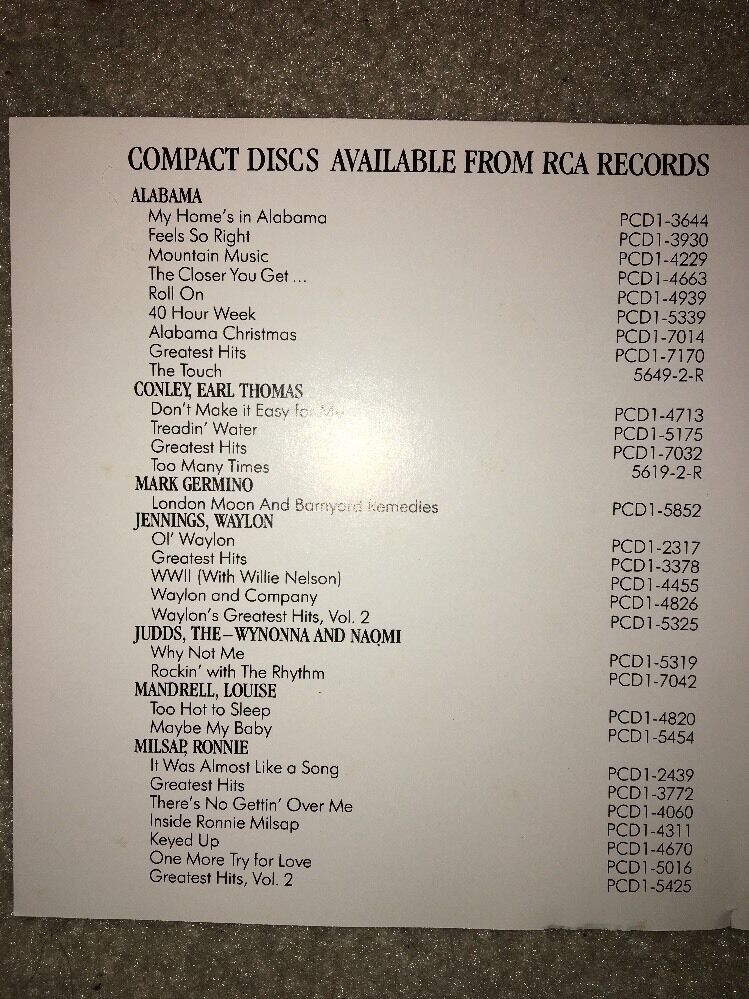 COMPACT DISCS AVAILABLE FROM RCA RECORDS
ALABAMA
My Home's in Alabama PCD1-3644
Feels So Right PCD1-3930
Mountain Music PCD1-4229
The Closer You Get ... PCD1-4663
Roll On PCD1-4939
40 Hour Week PCD1-5339
Alabama Christmas PCD1-7014
Greatest Hits PCD1-7170
The Touch 5649-2-R
CONLEY, EARL THOMAS
Don't Make it Easy for Me PCD1-4713
Treadin' Water PCD1-5175
Greatest Hits PCD1-7032
Too Many Times 5619-2-R
MARK GERMINO
London Moon And Barnyard Remedies PCD1-5852
JENNINGS, WAYLON
Ol' Waylon PCD1-2317
Greatest Hits PCD1-3378
WWII (With Willie Nelson) PCD1-4455
Waylon and Company PCD1-4826
Waylon's Greatest Hits, Vol. 2 PCD1-5325
JUDDS, THE–WYNONNA AND NAOMI
Why Not Me PCD1-5319
Rockin' with The Rhythm PCD1-7042
MANDRELL, LOUISE
Too Hot to Sleep PCD1-4820
Maybe My Baby PCD1-5454
MILSAP, RONNIE
It Was Almost Like a Song PCD1-2439
Greatest Hits PCD1-3772
There's No Gettin' Over Me PCD1-4060
Inside Ronnie Milsap PCD1-4311
Keyed Up PCD1-4670
One More Try for Love PCD1-5016
Greatest Hits, Vol. 2 PCD1-5425